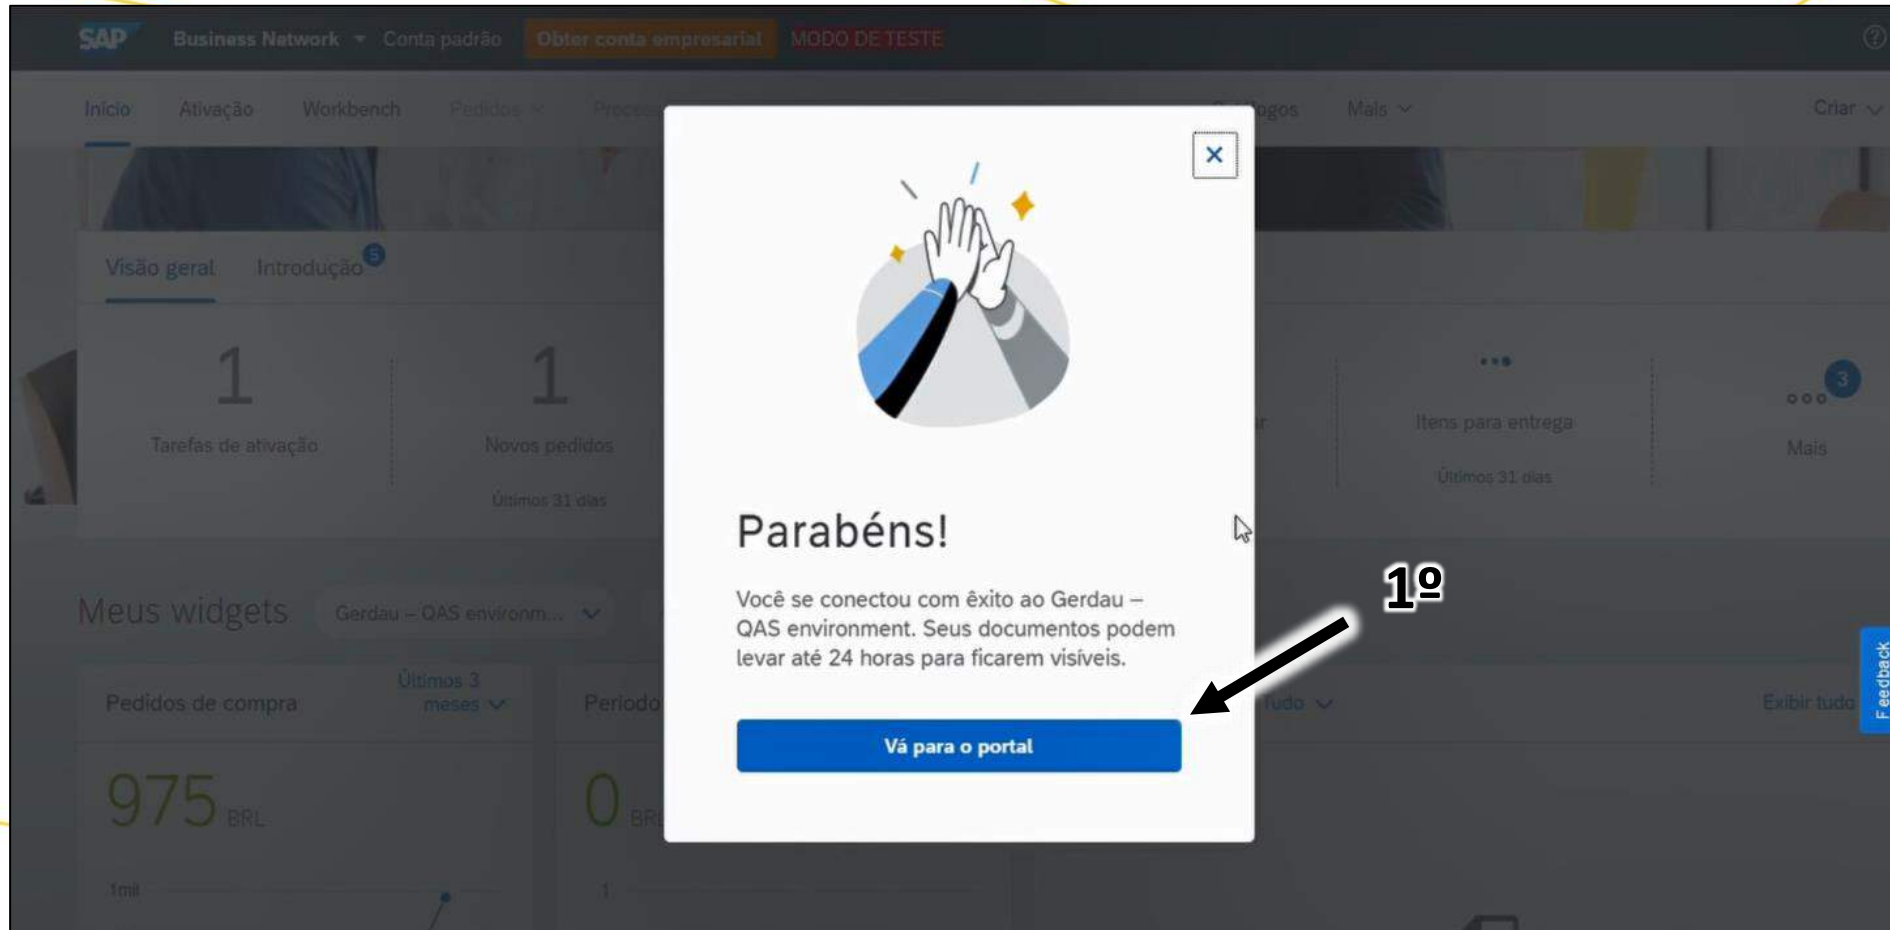 SAP Business Network Conta padrão Obter conta empresarial MODO DE TESTE
Início Ativação Workbench Pedidos Mais Criar
Visão geral Introdução 5
1 1
3
Tarefas de ativação Novos pedidos Itens para entrega Mais
Últimos 31 dias Últimos 31 dias
Parabéns!
Você se conectou com êxito ao Gerdau –
QAS environment. Seus documentos podem
levar até 24 horas para ficarem visíveis.
Vá para o portal
1º
Meus widgets Gerdau – QAS environm...
Pedidos de compra Últimos 3
meses Tudo Exibir tudo
Feedback
975 BRL 0
1mil 1